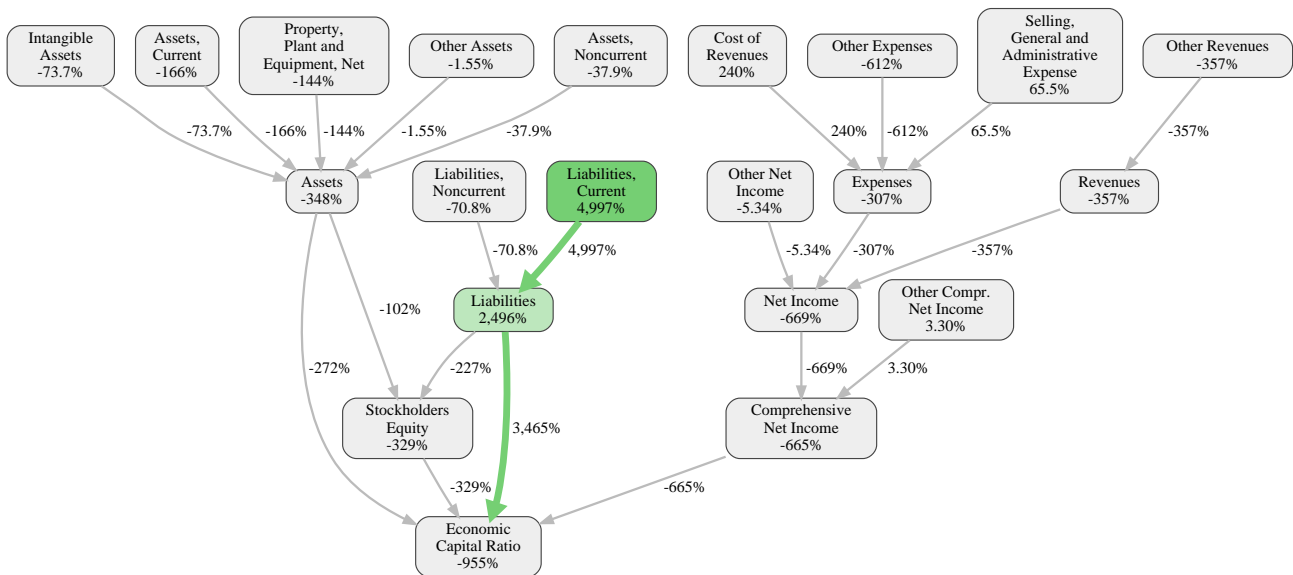 Intangible
Assets
-73.7%
Assets,
Current
-166%
Property,
Plant and
Equipment, Net
-144%
Other Assets
-1.55%
Assets,
Noncurrent
-37.9%
Cost of
Revenues
240%
Other Expenses
-612%
Selling,
General and
Administrative
Expense
65.5%
Other Revenues
-357%
-73.7%
-166%
-144%
-1.55%
-37.9%
240%
-612%
65.5%
-357%
Assets
-348%
Liabilities,
Noncurrent
-70.8%
Liabilities,
Current
4,997%
Other Net
Income
-5.34%
Expenses
-307%
Revenues
-357%
-70.8%
4,997%
-5.34%
-307%
-357%
Liabilities
2,496%
Net Income
-669%
Other Compr.
Net Income
3.30%
-102%
-272%
-227%
-669%
3.30%
Stockholders
Equity
-329%
3,465%
Comprehensive
Net Income
-665%
-329%
-665%
Economic
Capital Ratio
-955%